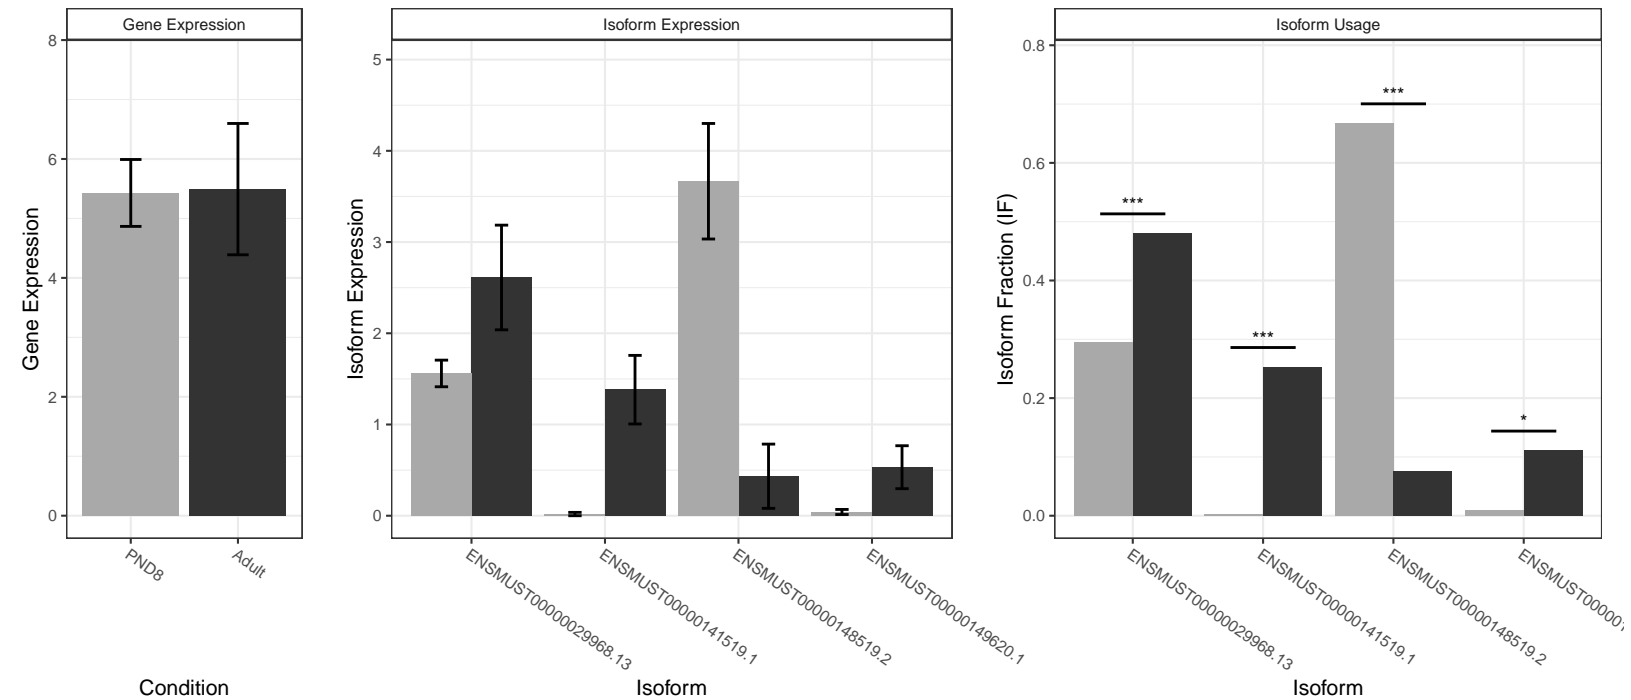 Gene Expression
8
6
4
2
0
Gene Expression
PND8
Adult
Condition
Isoform Expression
5
4
3
2
1
0
Isoform Expression
ENSMUST00000029968.13
ENSMUST00000141519.1
ENSMUST00000148519.2
ENSMUST00000149620.1
Isoform
Isoform Usage
0.8
0.6
0.4
0.2
0.0
Isoform Fraction (IF)
***
***
***
*
ENSMUST00000029968.13
ENSMUST00000141519.1
ENSMUST00000148519.2
Isoform